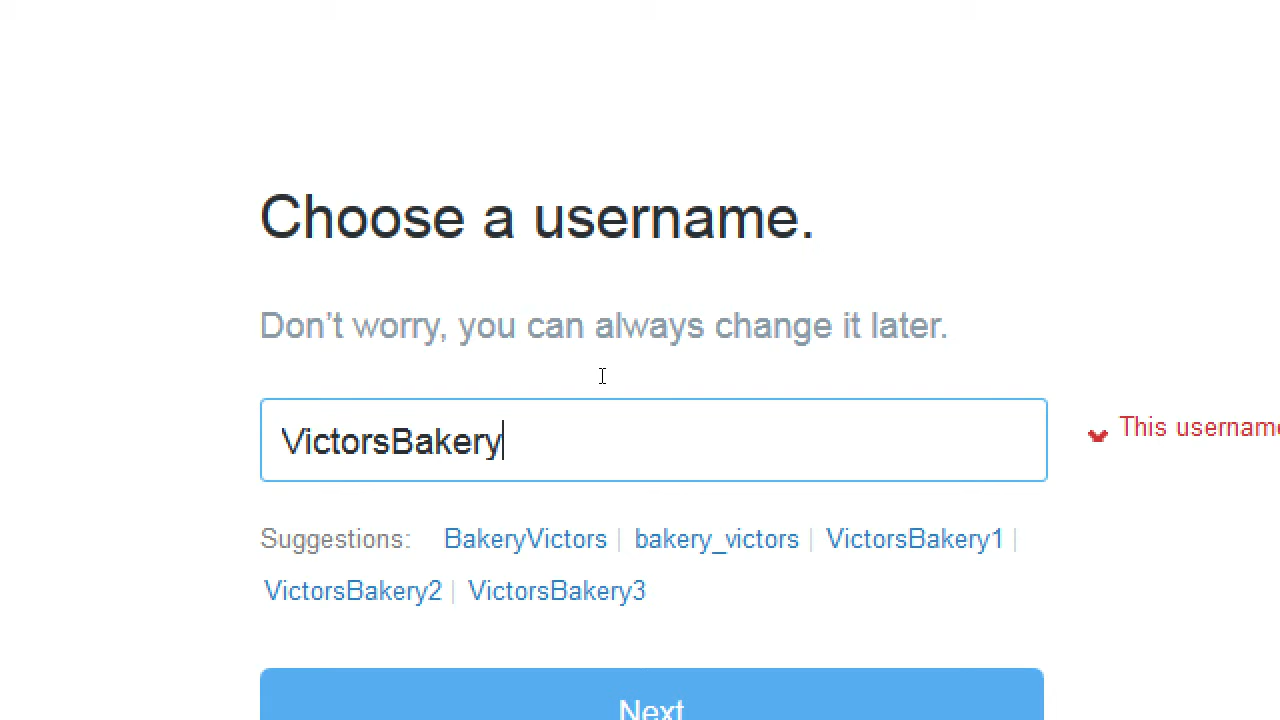 Choose a username.
Don't worry, you can always change it later.
VictorsBakery
This username
Suggestions: BakeryVictors | bakery_victors | VictorsBakery1 |
VictorsBakery2 | VictorsBakery3
Next